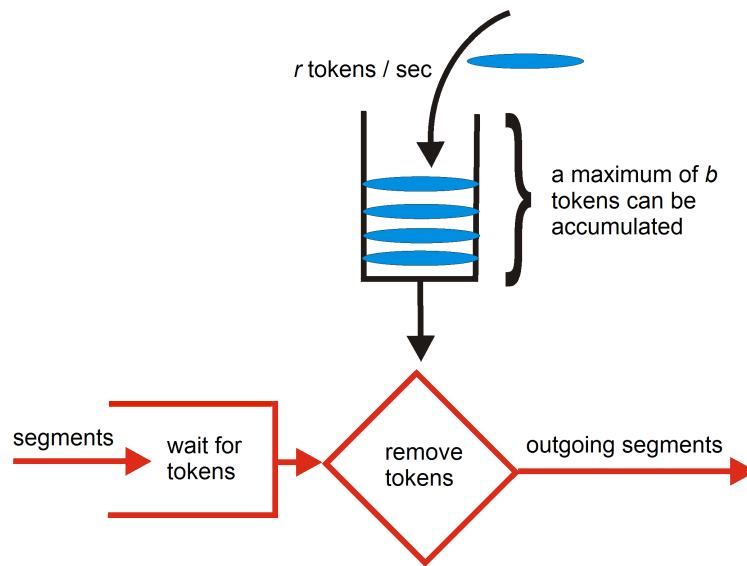 r tokens / sec
a maximum of b
tokens can be
accumulated
segments
wait for
tokens
remove
tokens
outgoing segments